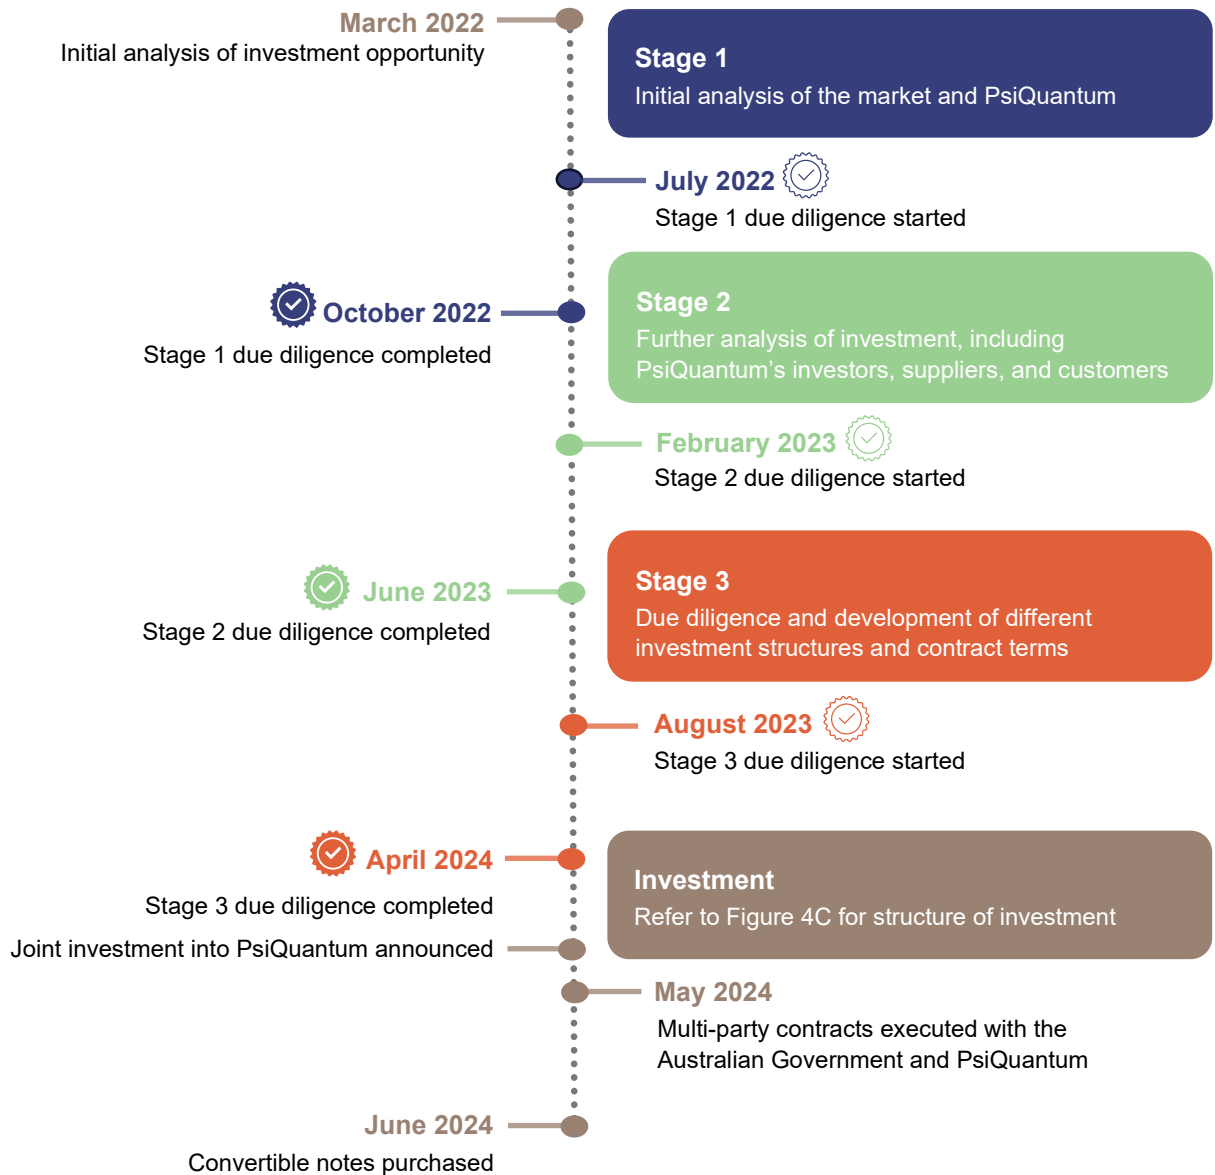 March 2022
Initial analysis of investment opportunity
Stage 1
Initial analysis of the market and PsiQuantum
July 2022
Stage 1 due diligence started
Stage 2
Further analysis of investment, including
PsiQuantum’s investors, suppliers, and customers
October 2022
Stage 1 due diligence completed
February 2023
Stage 2 due diligence started
Stage 3
Due diligence and development of different
investment structures and contract terms
June 2023
Stage 2 due diligence completed
August 2023
Stage 3 due diligence started
April 2024
Stage 3 due diligence completed
Joint investment into PsiQuantum announced
Investment
Refer to Figure 4C for structure of investment
May 2024
Multi-party contracts executed with the
Australian Government and PsiQuantum
June 2024
Convertible notes purchased